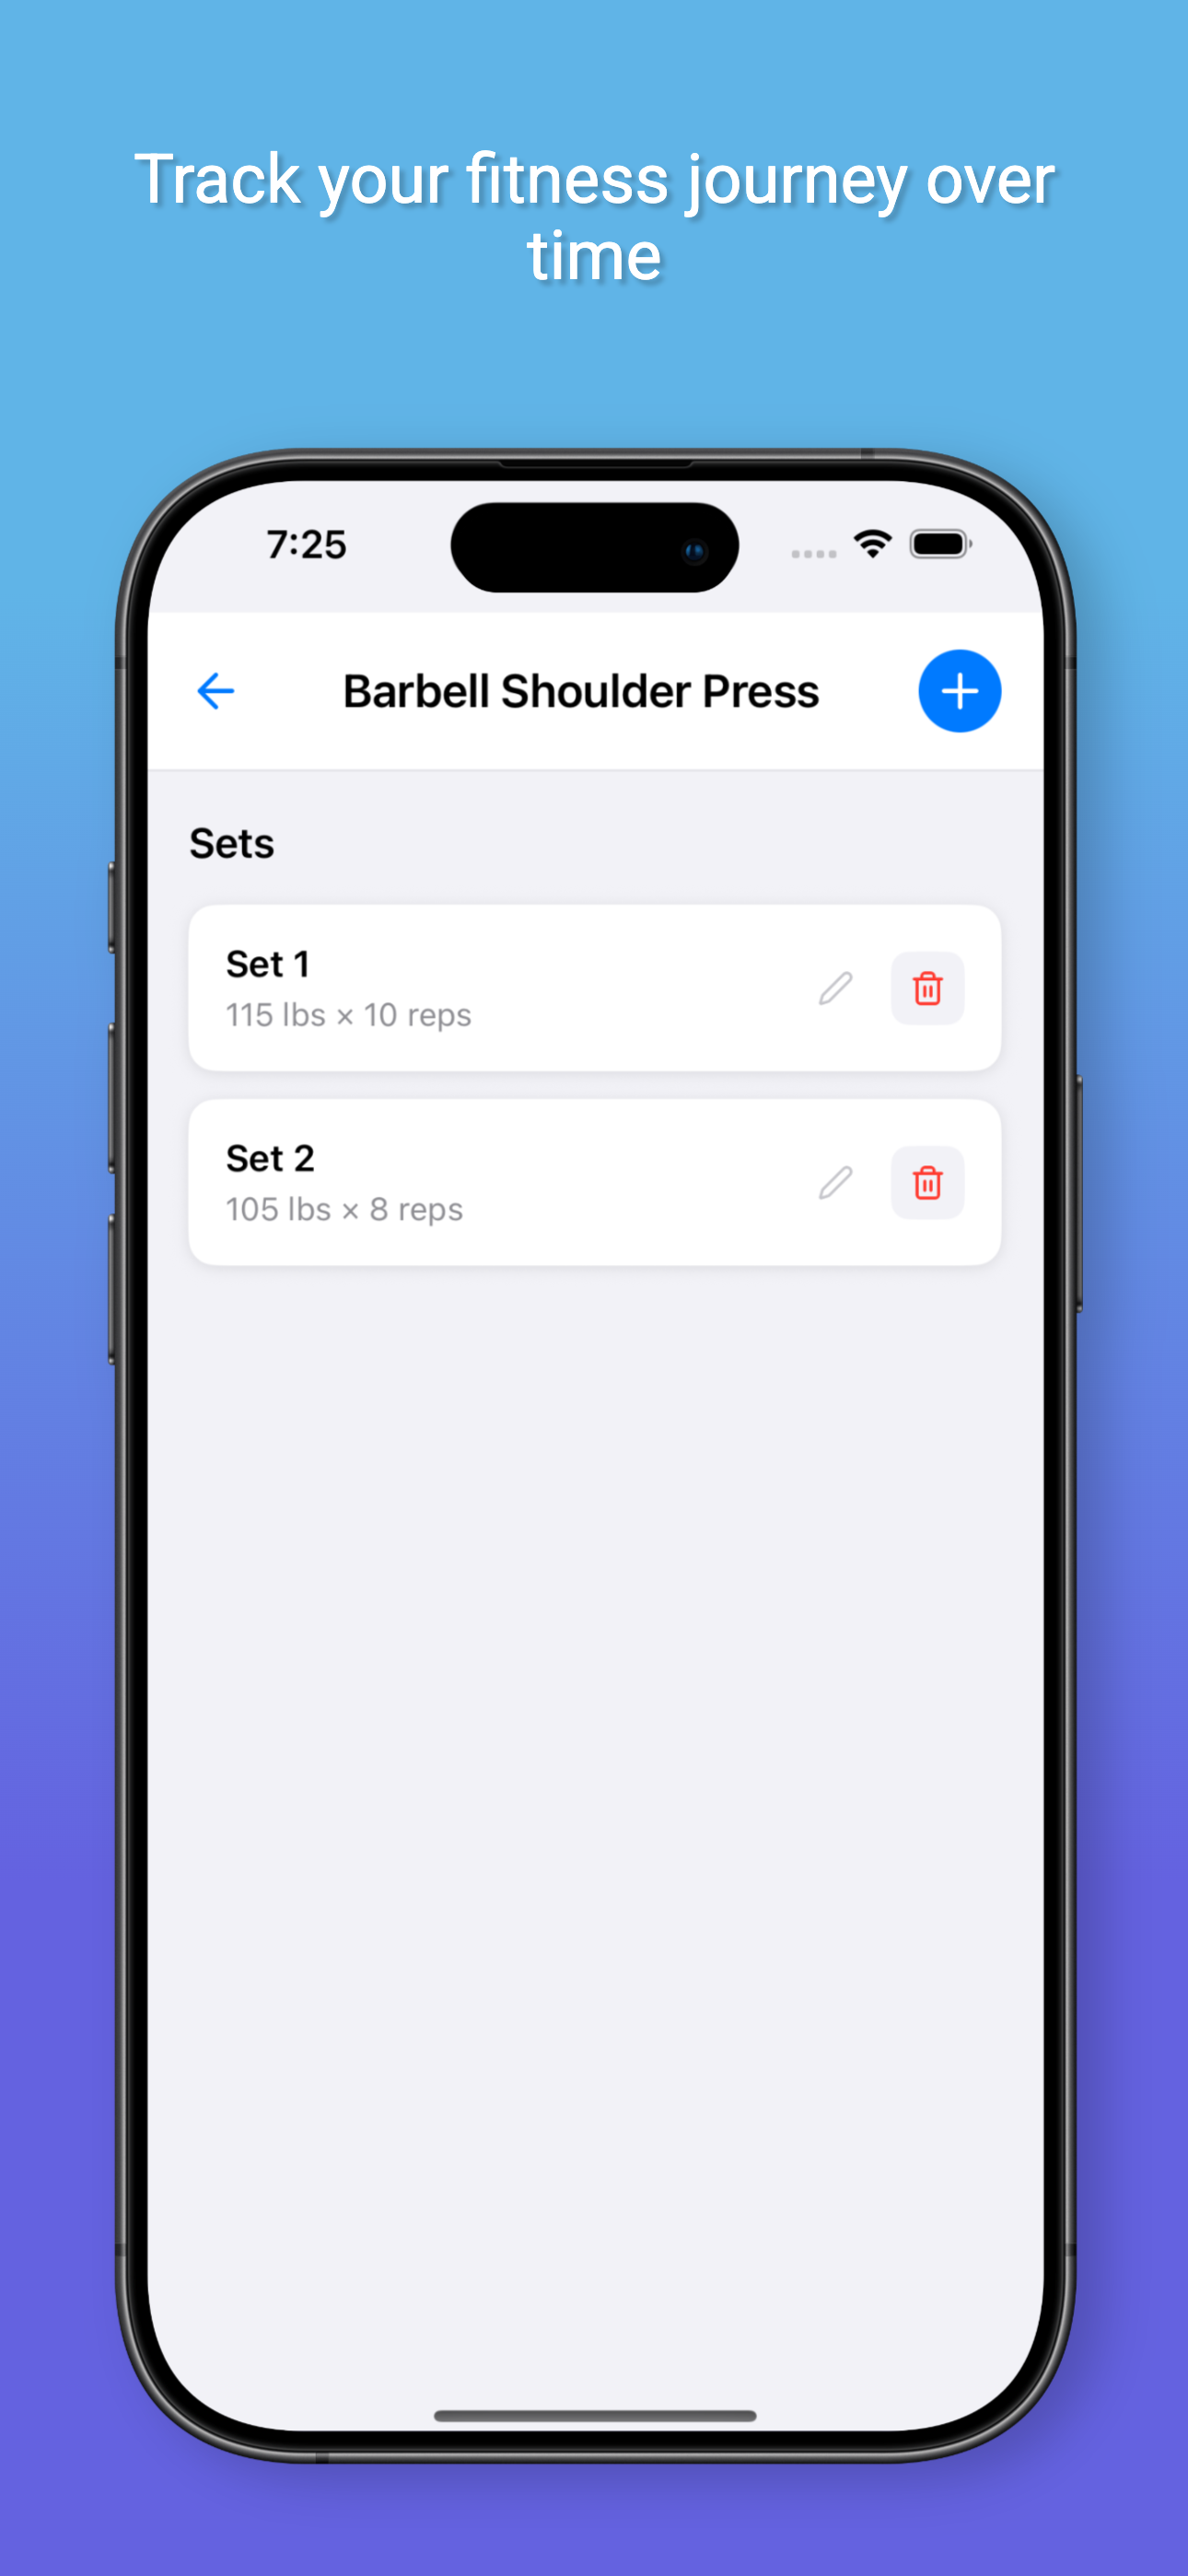 Track your fitness journey over
time
7:25
Barbell Shoulder Press
Sets
Set 1
115 lbs × 10 reps
Set 2
105 lbs × 8 reps